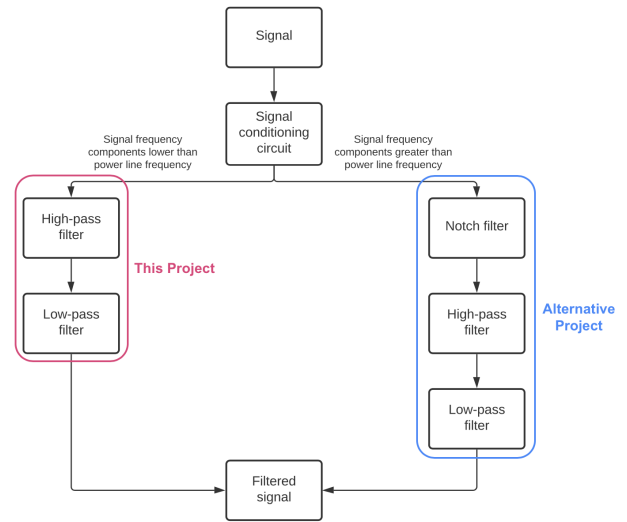 Signal
Signal
conditioning
circuit
Signal frequency
components lower than
power line frequency
Signal frequency
components greater than
power line frequency
High-pass
filter
Low-pass
filter
This Project
Notch filter
High-pass
filter
Low-pass
filter
Alternative
Project
Filtered
signal